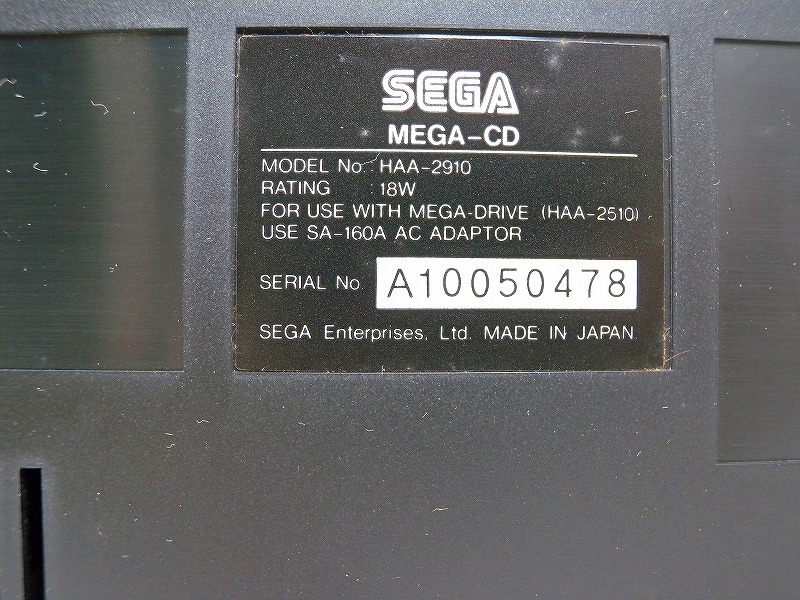 SEGA
MEGA-CD
MODEL No. HAA-2910
RATING : 18W
FOR USE WITH MEGA-DRIVE (HAA-2510)
USE SA-160A AC ADAPTOR
SERIAL No. A10050478
SEGA Enterprises, Ltd. MADE IN JAPAN.